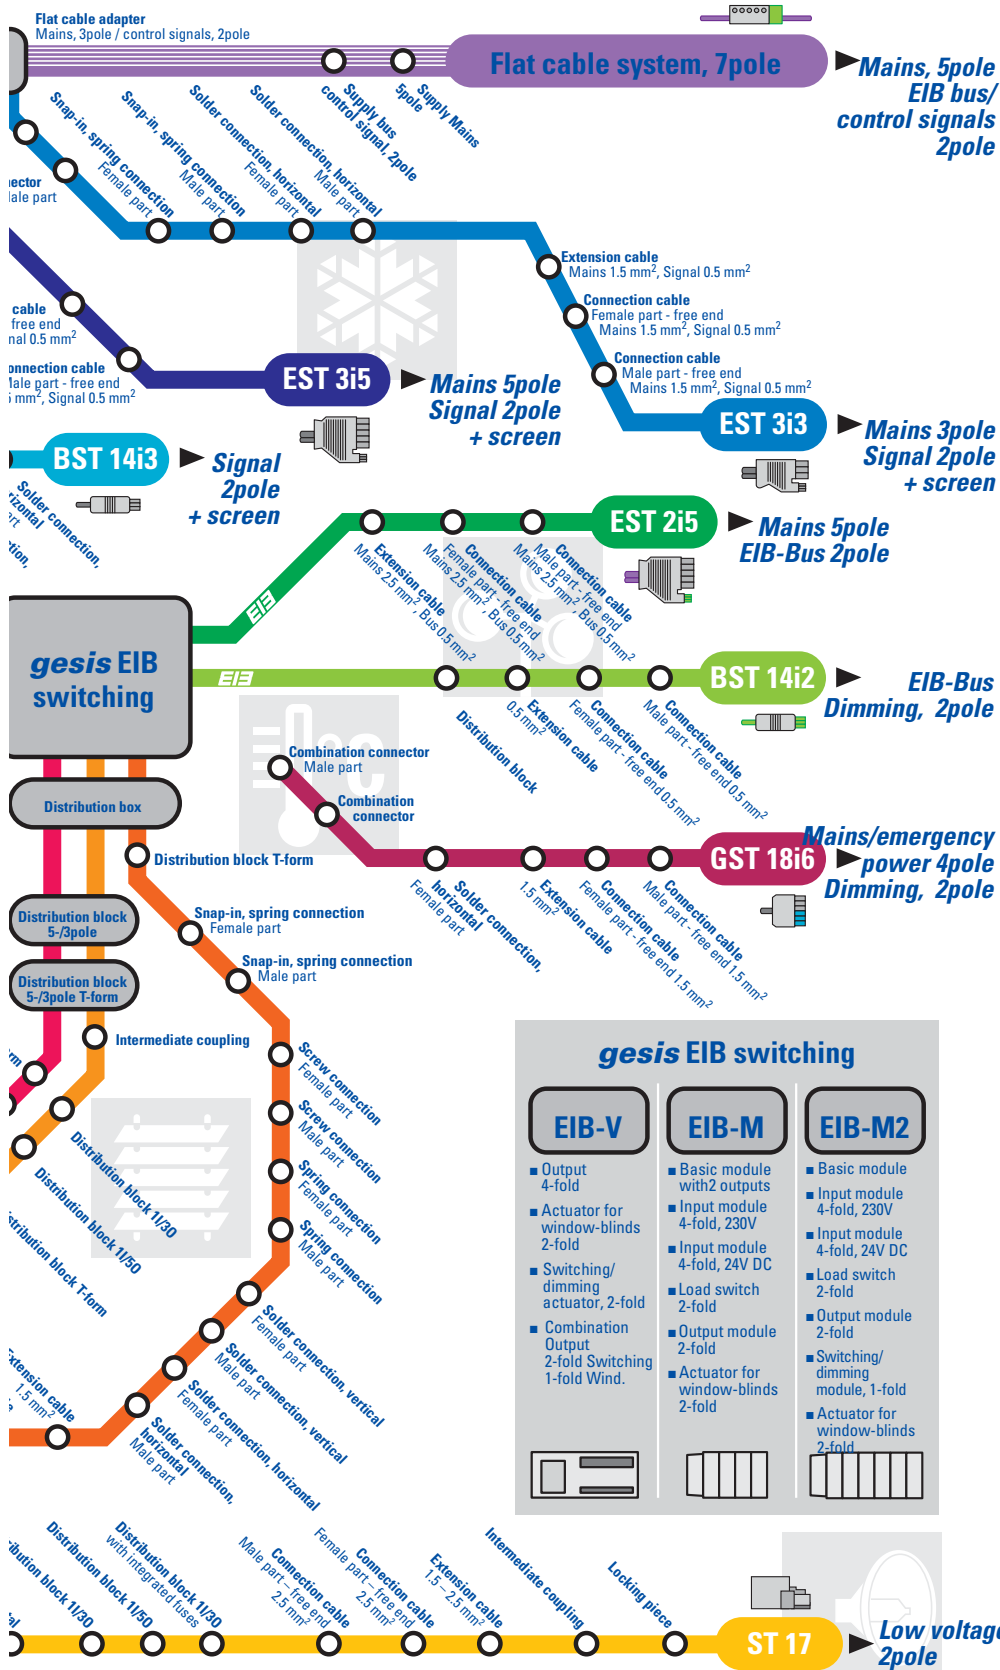 Flat cable adapter
Mains, 3pole / control signals, 2pole
Flat cable system, 7pole
Mains, 5pole
EIB bus/
control signals
2pole
Supply bus
control signal, 2pole
Supply Mains
5pole
Snap-in, spring connection
Female part
Snap-in, spring connection
Male part
Solder connection, horizontal
Female part
Solder connection, horizontal
Male part
Extension cable
Mains 1.5 mm², Signal 0.5 mm²
Connection cable
Female part - free end
Mains 1.5 mm², Signal 0.5 mm²
Connection cable
Male part - free end
Mains 1.5 mm², Signal 0.5 mm²
EST 3i3
Mains 3pole
Signal 2pole
+ screen
cable
free end
0.5 mm²
cable
part - free end
mm², Signal 0.5 mm²
EST 3i5
Mains 5pole
Signal 2pole
+ screen
BST 14i3
Signal
2pole
+ screen
Solder connection,
EST 2i5
Mains 5pole
EIB-Bus 2pole
EIB
Extension cable
Mains 2.5 mm², Bus 0.5 mm²
Connection cable
Female part - free end
Mains 2.5 mm², Bus 0.5 mm²
Connection cable
Male part - free end
Mains 2.5 mm², Bus 0.5 mm²
gesis EIB
switching
EIB
BST 14i2
EIB-Bus
Dimming, 2pole
Distribution block
Extension cable
0.5 mm²
Connection cable
Female part - free end 0.5 mm²
Connection cable
Male part - free end 0.5 mm²
°C
Combination connector
Male part
Combination
connector
GST 18i6
Mains/emergency
power 4pole
Dimming, 2pole
Solder connection,
horizontal
Female part
Extension cable
1.5 mm²
Connection cable
Female part - free end 1.5 mm²
Connection cable
Male part - free end 1.5 mm²
Distribution box
Distribution block T-form
Distribution block
5-/3pole
Distribution block
5-/3pole T-form
Snap-in, spring connection
Female part
Snap-in, spring connection
Male part
Intermediate coupling
Screw connection
Female part
Screw connection
Male part
Spring connection
Female part
Spring connection
Male part
Distribution block 1l/30
Distribution block 1l/50
block T-form
Solder connection, vertical
Female part
Solder connection, vertical
Male part
Solder connection, horizontal
Female part
Solder connection,
horizontal
Male part
cable
1.5 mm²
gesis EIB switching
EIB-V
■ Output
4-fold
■ Actuator for
window-blinds
2-fold
■ Switching/
dimming
actuator, 2-fold
■ Combination
Output
2-fold Switching
1-fold Wind.
EIB-M
■ Basic module
with2 outputs
■ Input module
4-fold, 230V
■ Input module
4-fold, 24V DC
■ Load switch
2-fold
■ Output module
2-fold
■ Actuator for
window-blinds
2-fold
EIB-M2
■ Basic module
■ Input module
4-fold, 230V
■ Input module
4-fold, 24V DC
■ Load switch
2-fold
■ Output module
2-fold
■ Switching/
dimming
module, 1-fold
■ Actuator for
window-blinds
2-fold
block 1l/30
Distribution block 1l/50
Distribution block 1l/30
with integrated fuses
Connection cable
Male part – free end
2.5 mm²
Connection cable
Female part – free end
2.5 mm²
Extension cable
1.5 – 2.5 mm²
Intermediate coupling
Locking piece
ST 17
Low voltage
2pole